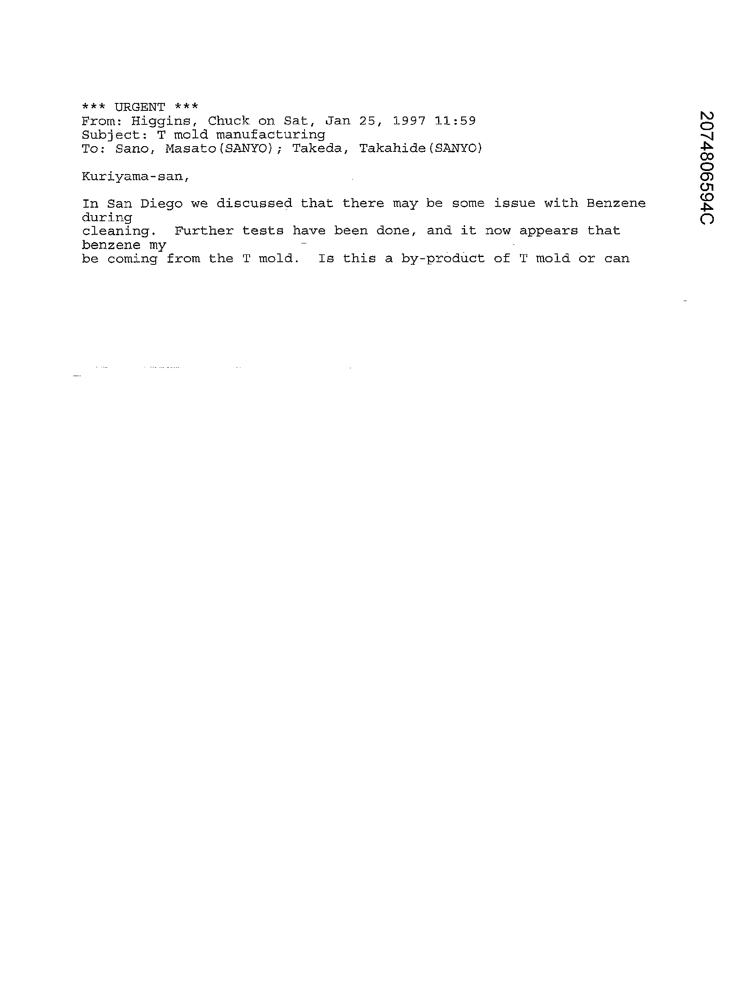 *** URGENT ***
From: Higgins, Chuck on Sat, Jan 25, 1997 11:59
Subject: T mold manufacturing
To: Sano, Masato(SANYO); Takeda, Takahide(SANYO)
Kuriyama-san,
In San Diego we discussed that there may be some issue with Benzene
during
cleaning.  Further tests have been done, and it now appears that
benzene my
be coming from the T mold.  Is this a by-product of T mold or can
2074806594C